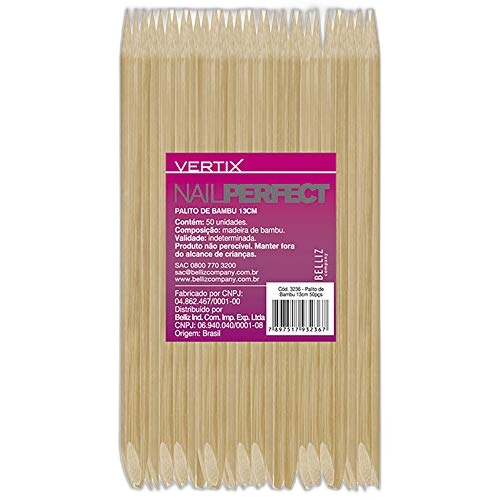 VERTIX
NAILPERFECT
PALITO DE BAMBU 13CM
Contém: 50 unidades.
Composição: madeira de bambu.
Validade: indeterminada.
Produto não perecível. Manter fora
do alcance de crianças.
SAC 0800 770 3200
sac@bellizcompany.com.br
www.bellizcompany.com.br
BELLIZ
company
Fabricado por CNPJ:
04.862.467/0001-00
Distribuído por
Belliz Ind. Com. Imp. Exp. Ltda
CNPJ: 06.940.040/0001-08
Origem: Brasil
Cód. 3236 - Palito de
Bambu 13cm 50pçs
7 897517 932367